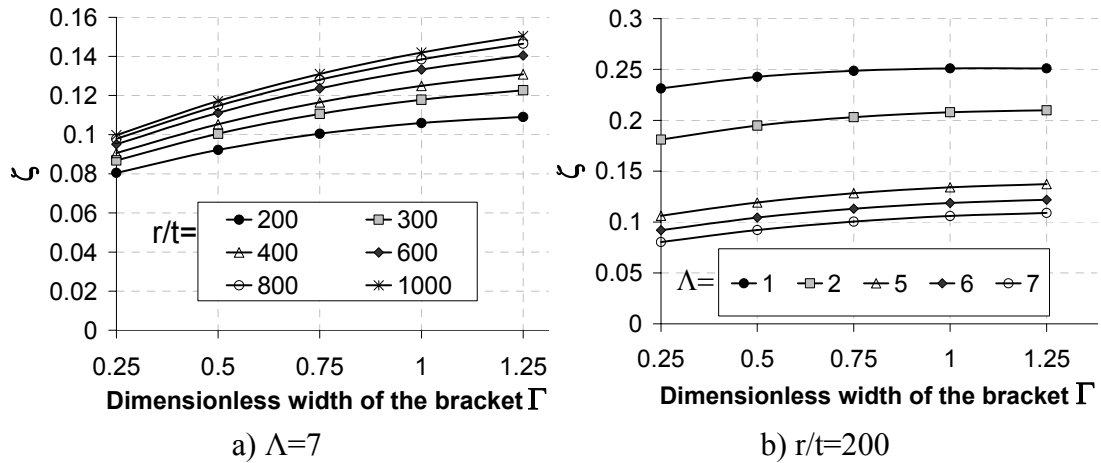 0.16
0.14
0.12
0.1
0.08
0.06
0.04
0.02
0
ζ
r/t=
200 300
400 600
800 1000
0.25 0.5 0.75 1 1.25
Dimensionless width of the bracket Γ
a) Λ=7
0.3
0.25
0.2
0.15
0.1
0.05
0
ζ
Λ= 1 2 5 6 7
0.25 0.5 0.75 1 1.25
Dimensionless width of the bracket Γ
b) r/t=200